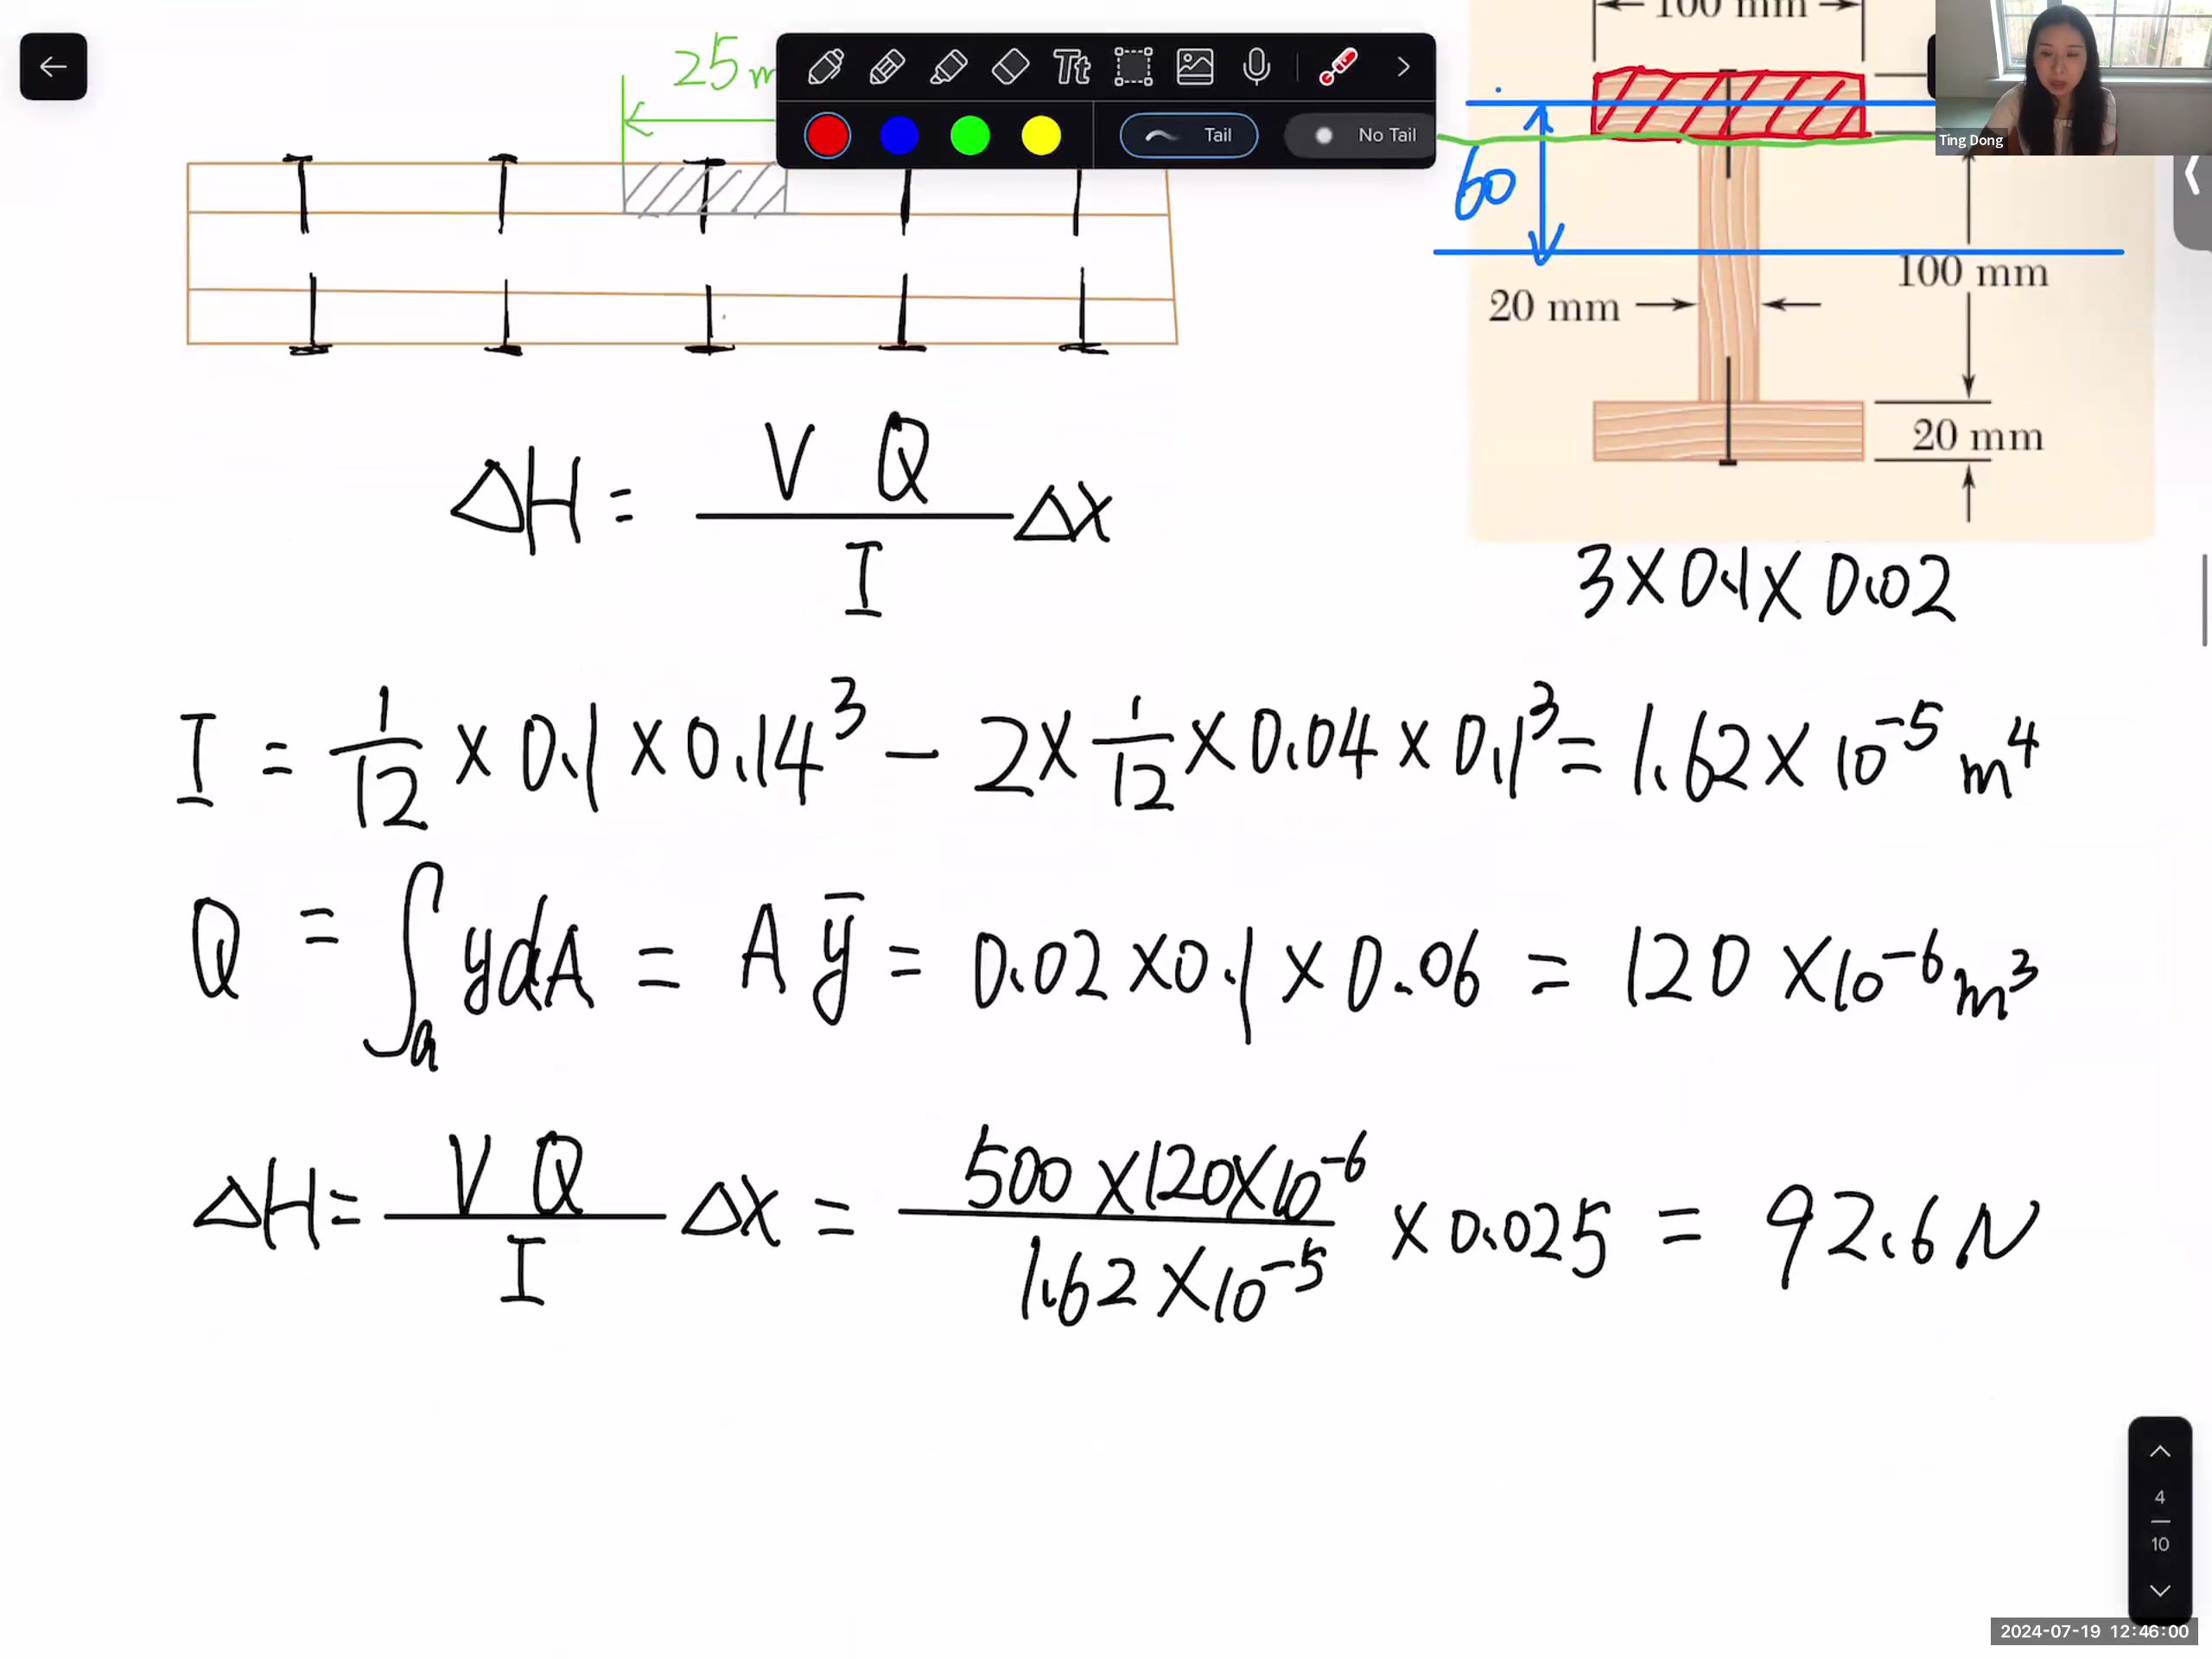 100 mm
25 m
Tt
Tail
No Tail
Ting Dong
60
100 mm
20 mm
20 mm
ΔH = V Q / I Δx
3×0.1×0.02
I = 1/12 × 0.1 × 0.14³ − 2× 1/12 × 0.04 × 0.1³ = 1.62 × 10⁻⁵ m⁴
Q = ∫ₐ ydA = A ȳ = 0.02 ×0.1 × 0.06 = 120 ×10⁻⁶ m³
ΔH = V Q / I Δx = 500 ×120×10⁻⁶ / 1.62 ×10⁻⁵ × 0.025 = 92.6 N
4
10
2024-07-19 12:46:00